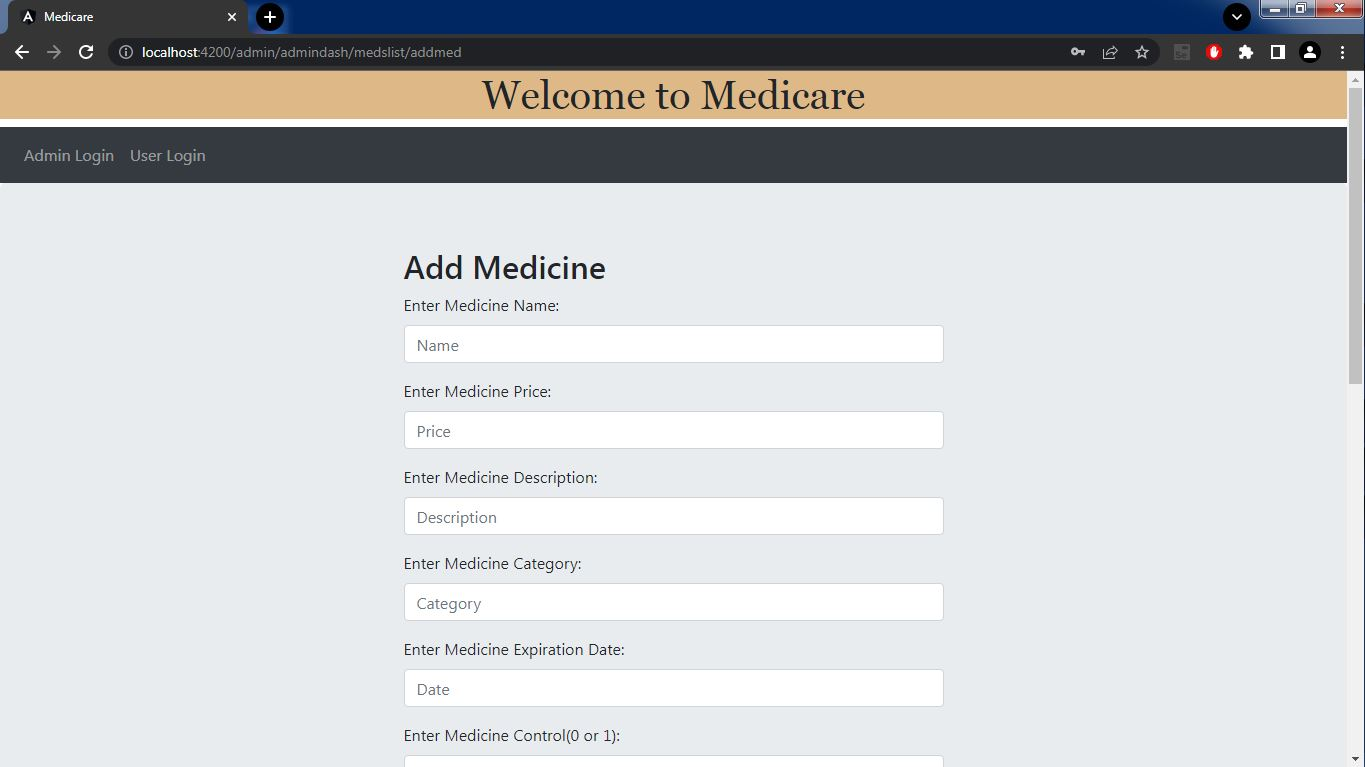 Medicare
localhost:4200/admin/admindash/medslist/addmed
Welcome to Medicare
Admin Login User Login
Add Medicine
Enter Medicine Name:
Name
Enter Medicine Price:
Price
Enter Medicine Description:
Description
Enter Medicine Category:
Category
Enter Medicine Expiration Date:
Date
Enter Medicine Control(0 or 1):